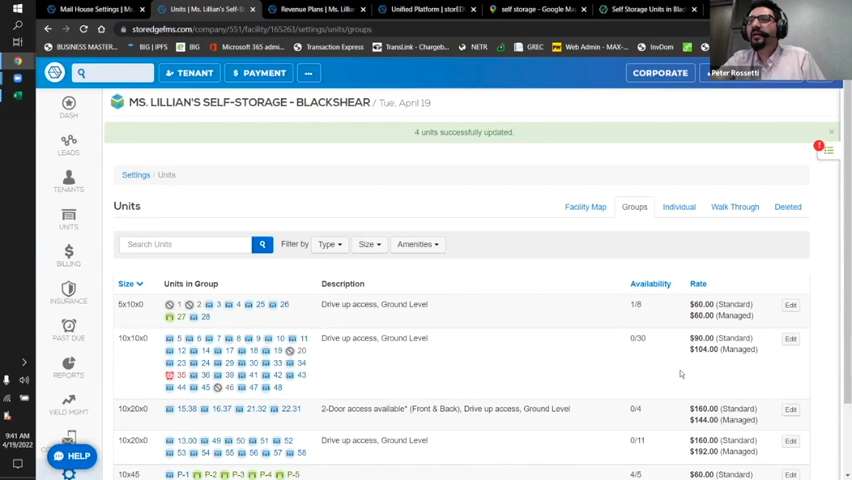 Mail House Settings | M
Units | Ms. Lillian's Self-S
Revenue Plans | Ms. Lillian
Unified Platform | storED
self storage - Google Ma
Self Storage Units in Black
storedgefms.com/company/551/facility/165263/settings/units/groups
BUSINESS MASTER...
BIG | IPFS
Microsoft 365 admi...
Transaction Express
TransLink - Chargeb...
NETR
GREC
Web Admin - MAX-...
InvDom
Peter Rossetti
TENANT
$ PAYMENT
...
CORPORATE
MS. LILLIAN'S SELF-STORAGE - BLACKSHEAR / Tue, April 19
4 units successfully updated.
×
DASH
LEADS
TENANTS
UNITS
BILLING
INSURANCE
PAST DUE
REPORTS
YIELD MGMT
HELP
Settings / Units
Units
Facility Map
Groups
Individual
Walk Through
Deleted
Search Units
Filter by
Type
Size
Amenities
Size
Units in Group
Description
Availability
Rate
5x10x0
1 2 3 4 25 26
27 28
Drive up access, Ground Level
1/8
$60.00 (Standard)
$60.00 (Managed)
Edit
10x10x0
5 6 7 8 9 10 11
12 14 17 18 19 20
23 24 29 30 33 34
35 36 39 41 42 43
44 45 46 47 48
Drive up access, Ground Level
0/30
$90.00 (Standard)
$104.00 (Managed)
Edit
10x20x0
15.38 16.37 21.32 22.31
2-Door access available* (Front & Back), Drive up access, Ground Level
0/4
$160.00 (Standard)
$144.00 (Managed)
Edit
10x20x0
13.00 49 50 51 52
53 54 55 56 57 58
Drive up access, Ground Level
0/11
$160.00 (Standard)
$192.00 (Managed)
Edit
10x45
P-1 P-2 P-3 P-4 P-5
4/5
$60.00 (Standard)
Edit
9:41 AM
4/19/2022